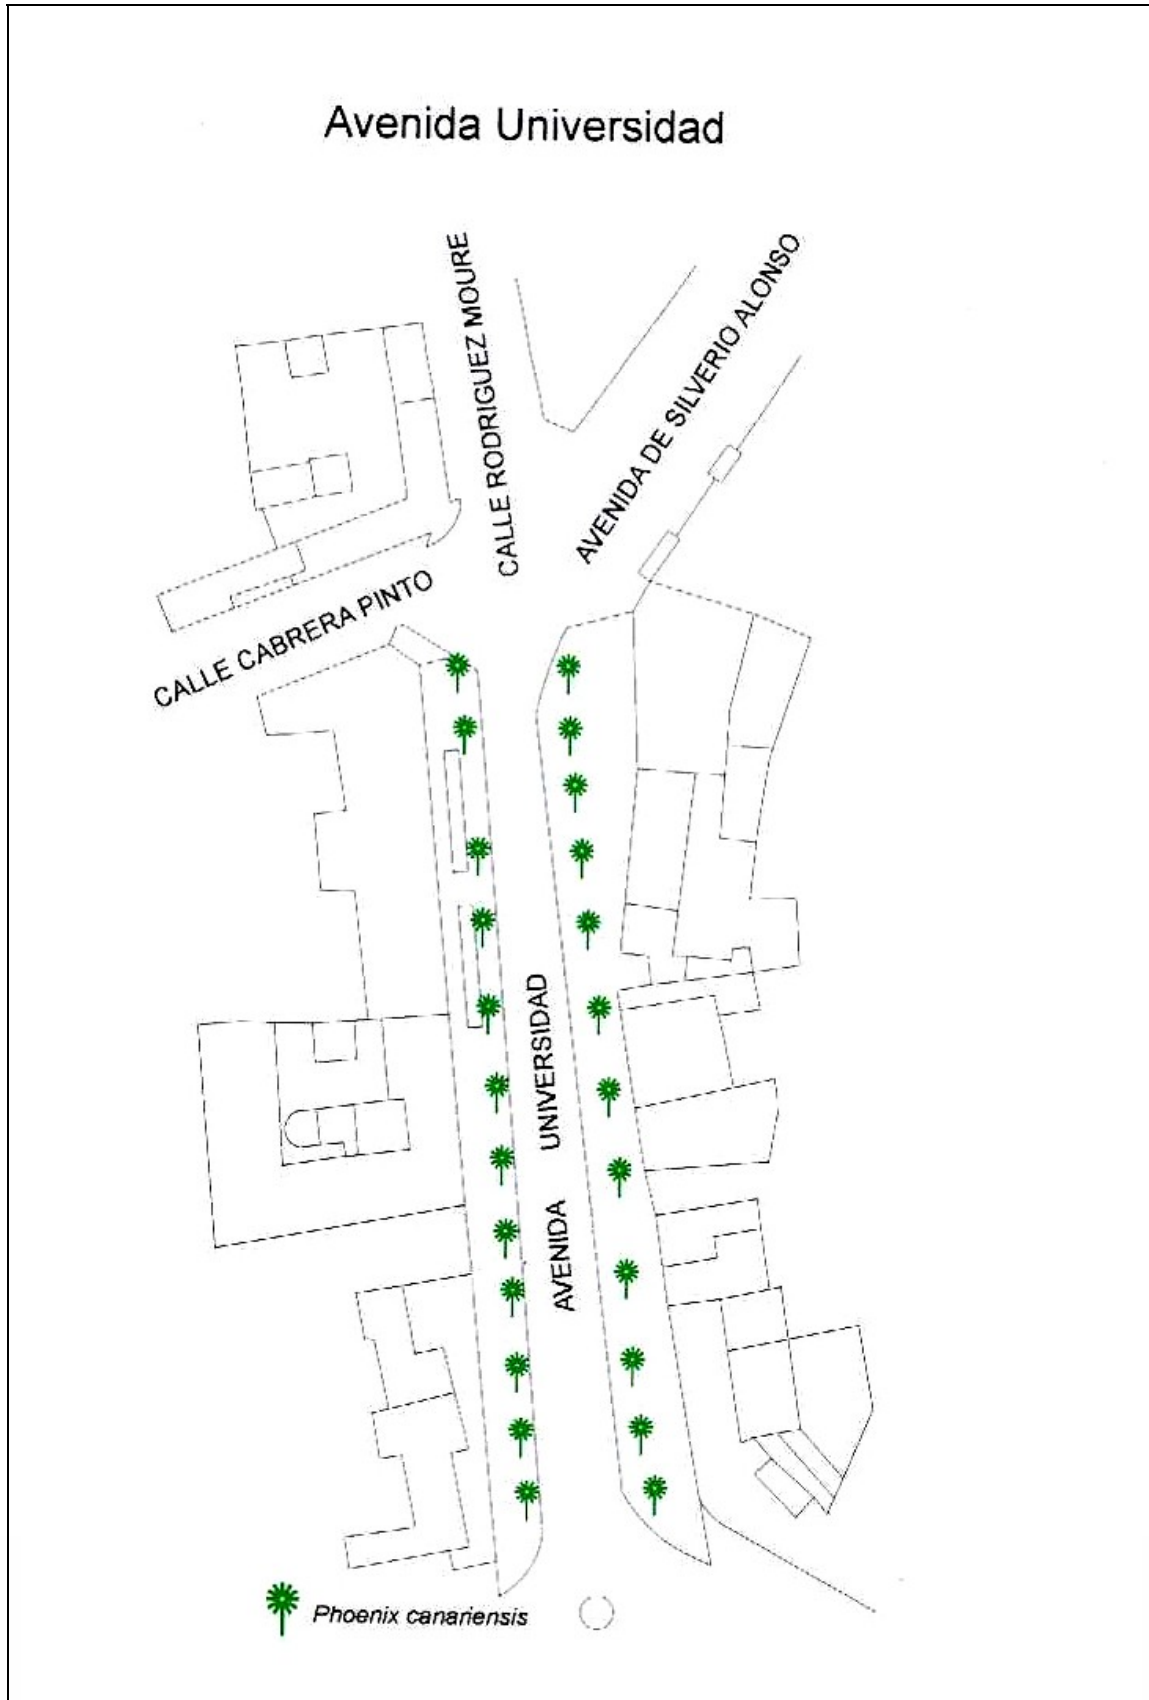 Avenida Universidad
CALLE RODRIGUEZ MOURE
AVENIDA DE SILVERIO ALONSO
CALLE CABRERA PINTO
AVENIDA UNIVERSIDAD
Phoenix canariensis